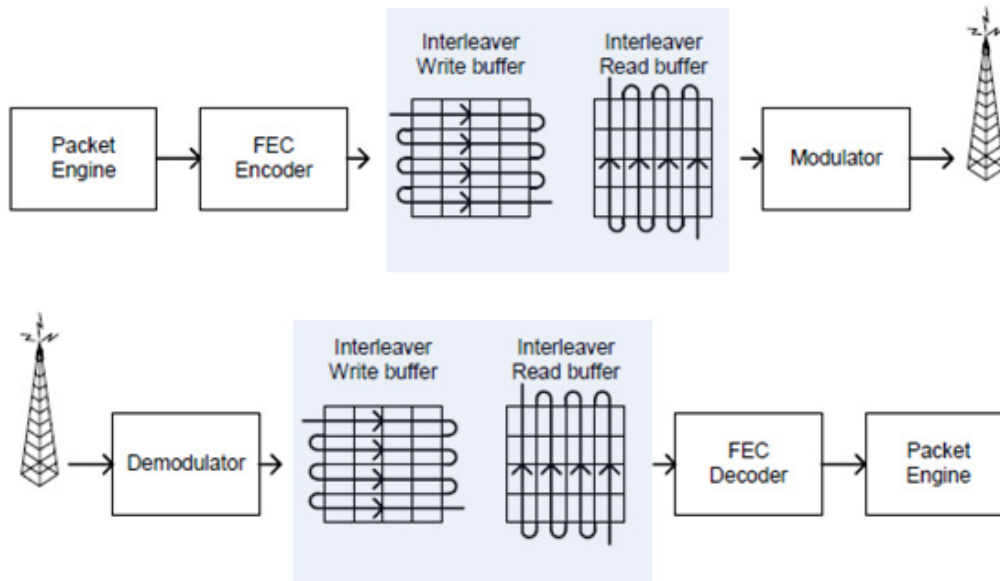 Interleaver
Write buffer
Interleaver
Read buffer
Packet
Engine
FEC
Encoder
Modulator
Interleaver
Write buffer
Interleaver
Read buffer
Demodulator
FEC
Decoder
Packet
Engine